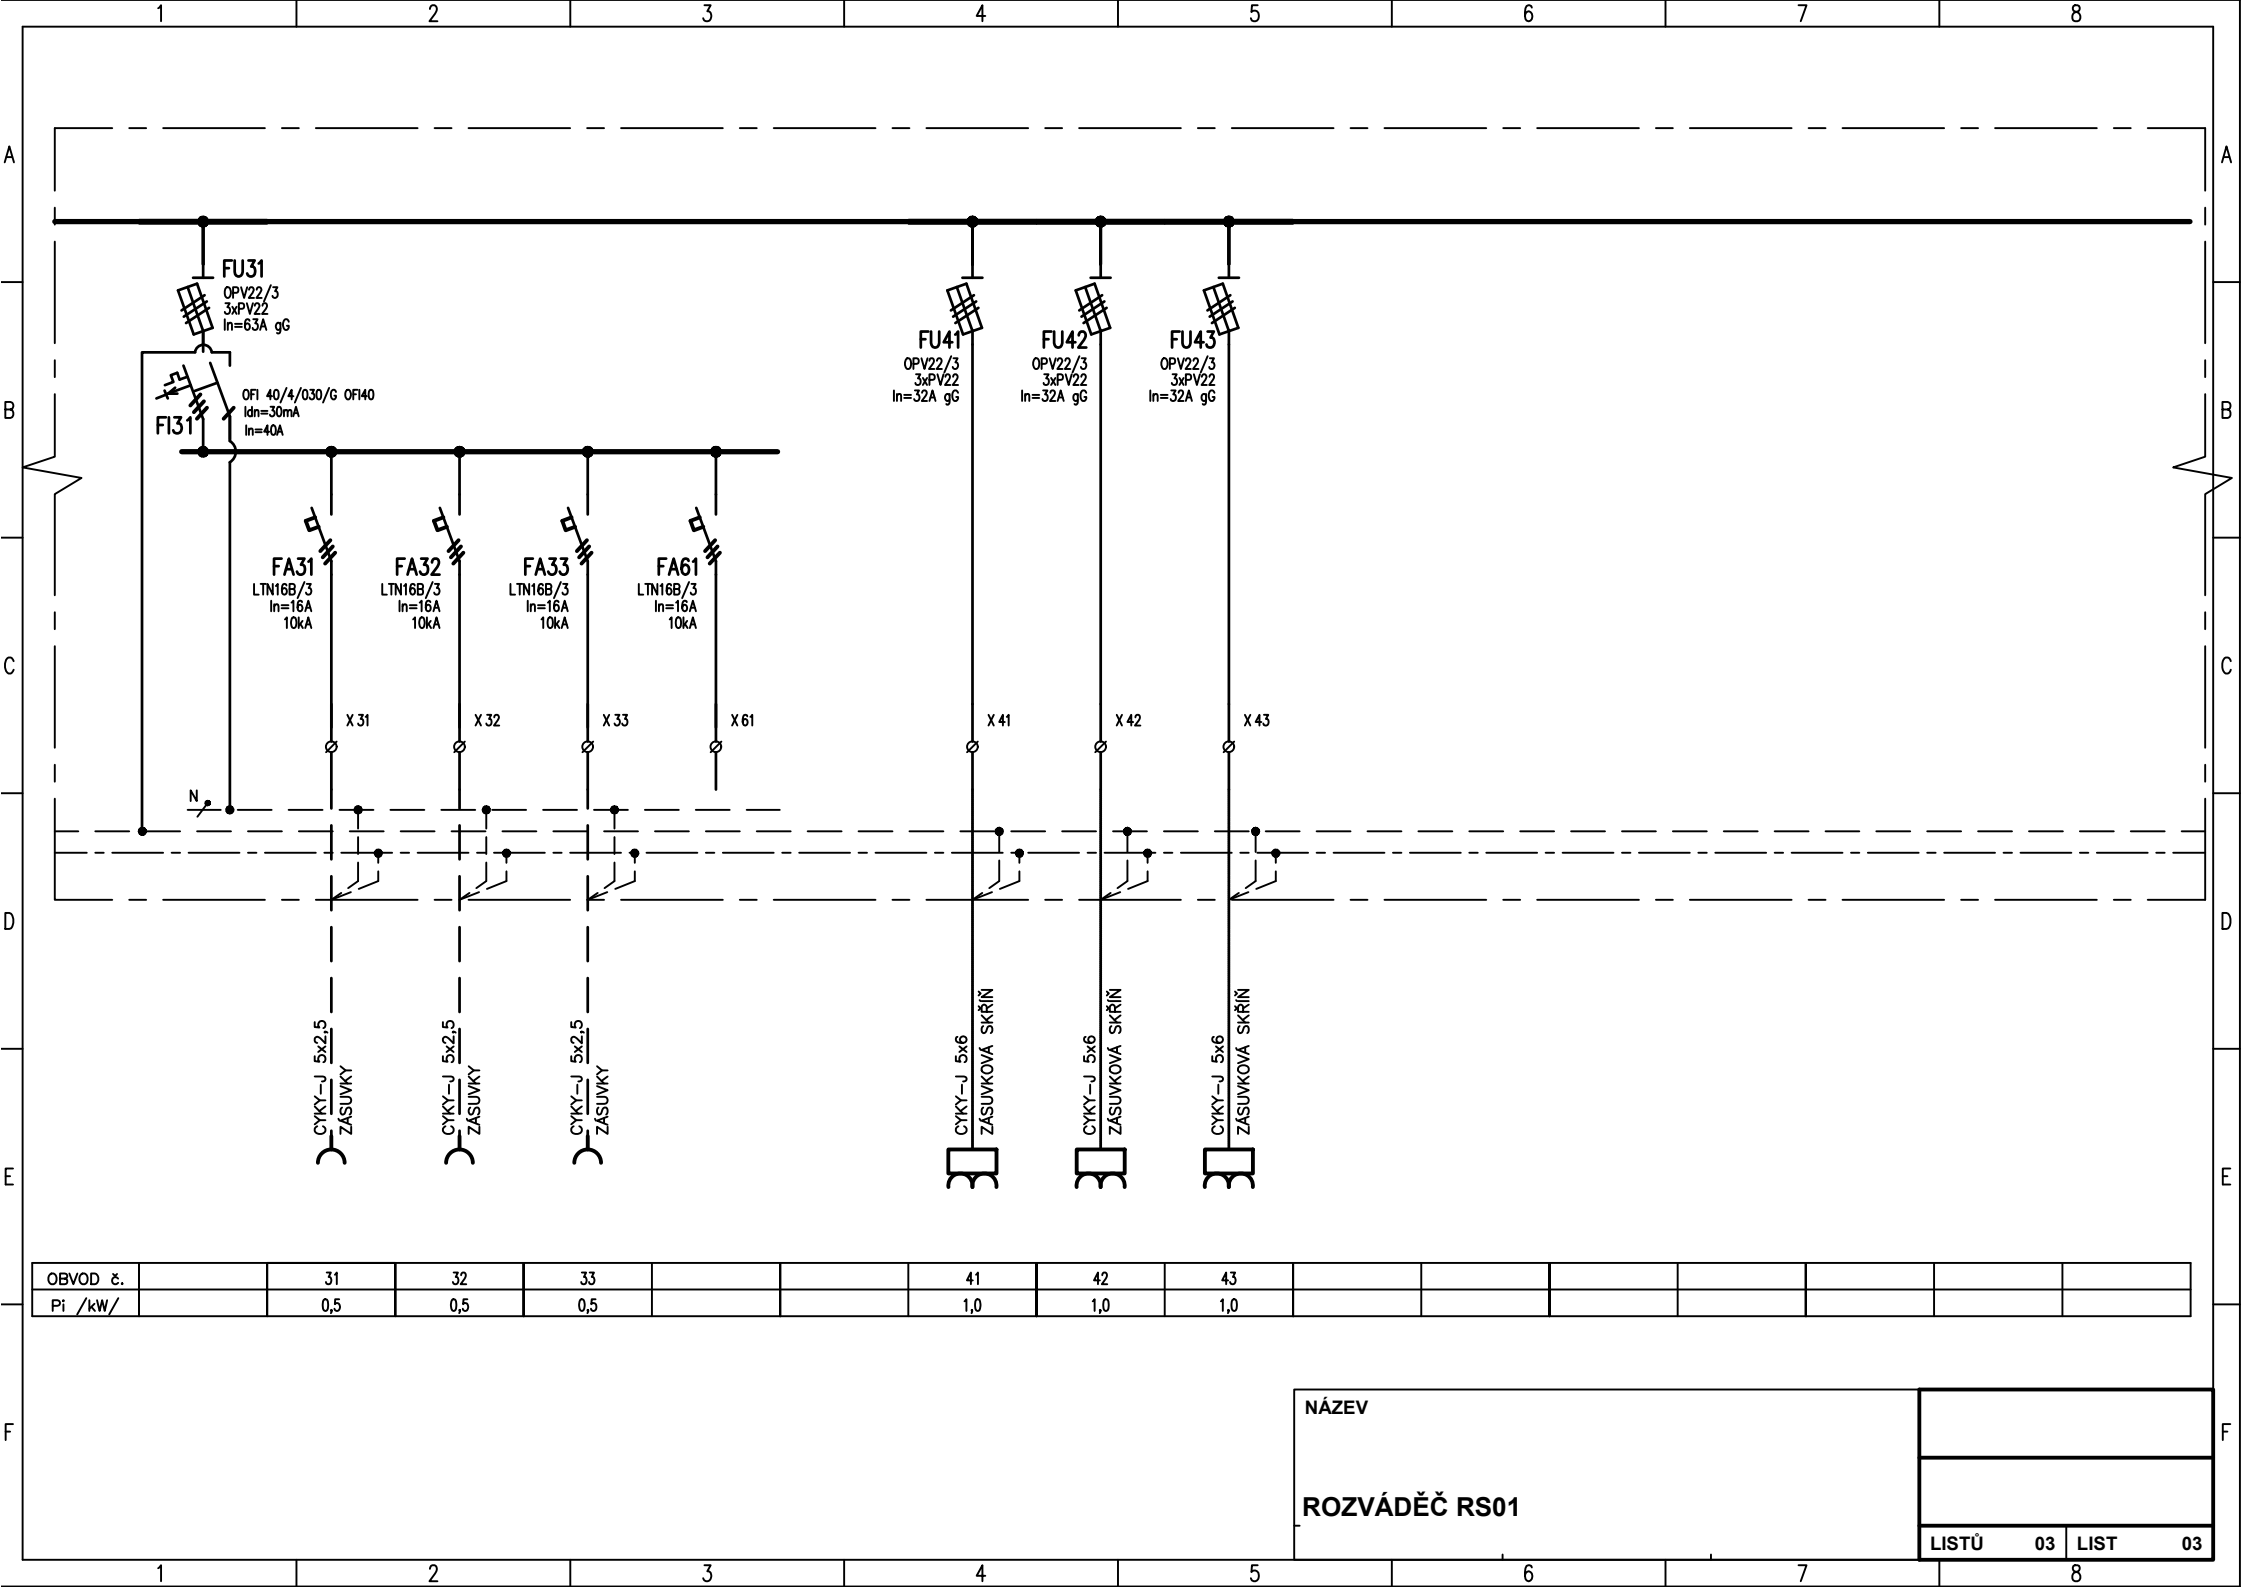 1 2 3 4 5 6 7 8
A A
FU31
OPV22/3
3xPV22
In=63A gG
FU41
OPV22/3
3xPV22
In=32A gG
FU42
OPV22/3
3xPV22
In=32A gG
FU43
OPV22/3
3xPV22
In=32A gG
B B
OFI 40/4/030/G OFI40
Idn=30mA
In=40A
FI31
FA31
LTN16B/3
In=16A
10kA
FA32
LTN16B/3
In=16A
10kA
FA33
LTN16B/3
In=16A
10kA
FA61
LTN16B/3
In=16A
10kA
C C
X 31 X 32 X 33 X 61 X 41 X 42 X 43
N
D D
CYKY-J 5x2,5
ZÁSUVKY
CYKY-J 5x2,5
ZÁSUVKY
CYKY-J 5x2,5
ZÁSUVKY
CYKY-J 5x6
ZÁSUVKOVÁ SKŘÍŇ
CYKY-J 5x6
ZÁSUVKOVÁ SKŘÍŇ
CYKY-J 5x6
ZÁSUVKOVÁ SKŘÍŇ
E E
OBVOD č. 31 32 33 41 42 43
Pi /kW/ 0,5 0,5 0,5 1,0 1,0 1,0
NÁZEV
F F
ROZVÁDĚČ RS01
LISTŮ 03 LIST 03
1 2 3 4 5 6 7 8